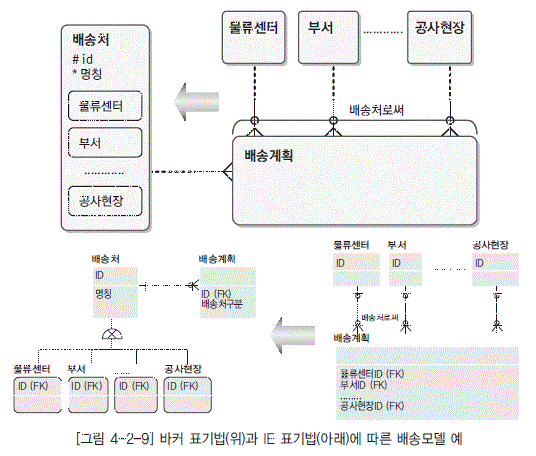 배송처
# id
* 명칭
물류센터
부서
............
공사현장
물류센터
부서
............
공사현장
배송처로써
배송계획
배송처
ID
명칭
배송계획
ID (FK)
배송처구분
물류센터
ID (FK)
부서
ID (FK)
......
ID (FK)
공사현장
ID (FK)
물류센터
ID
부서
ID
... ...
공사현장
ID
배송처로써
배송계획
물류센터ID (FK)
부서ID (FK)
........
공사현장ID (FK)
[그림 4-2-9] 바커 표기법(위)과 IE 표기법(아래)에 따른 배송모델 예